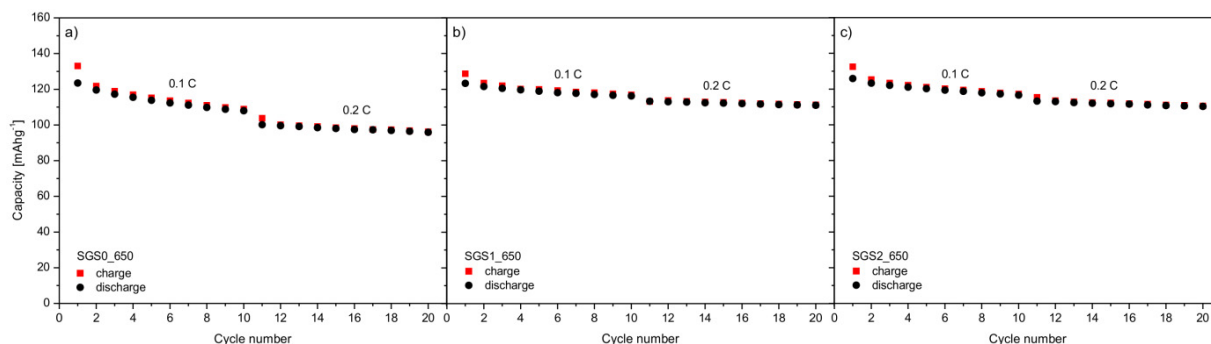 a)
0.1 C
0.2 C
SGS0_650
charge
discharge
160
140
120
100
80
60
40
20
0
Capacity [mAhg-1]
0 2 4 6 8 10 12 14 16 18 20
Cycle number
b)
0.1 C
0.2 C
SGS1_650
charge
discharge
0 2 4 6 8 10 12 14 16 18 20
Cycle number
c)
0.1 C
0.2 C
SGS2_650
charge
discharge
0 2 4 6 8 10 12 14 16 18 20
Cycle number